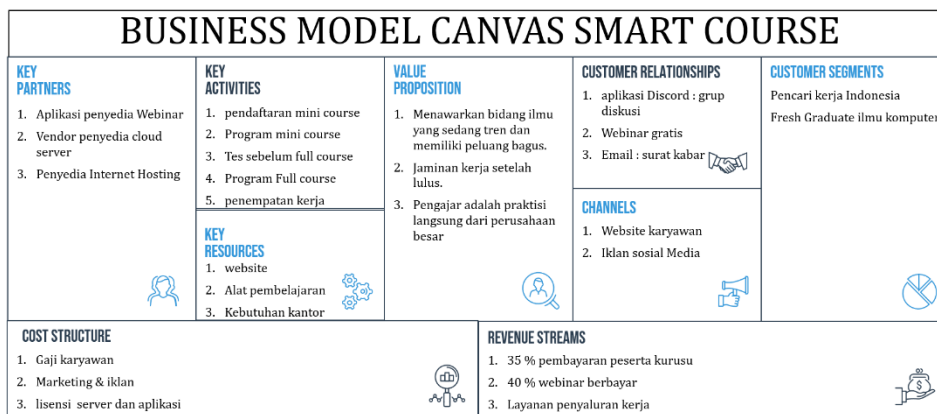 BUSINESS MODEL CANVAS SMART COURSE
KEY
PARTNERS
1. Aplikasi penyedia Webinar
2. Vendor penyedia cloud
server
3. Penyedia Internet Hosting
KEY
ACTIVITIES
1. pendaftaran mini course
2. Program mini course
3. Tes sebelum full course
4. Program Full course
5. penempatan kerja
KEY
RESOURCES
1. website
2. Alat pembelajaran
3. Kebutuhan kantor
VALUE
PROPOSITION
1. Menawarkan bidang ilmu
yang sedang tren dan
memiliki peluang bagus.
2. Jaminan kerja setelah
lulus.
3. Pengajar adalah praktisi
langsung dari perusahaan
besar
CUSTOMER RELATIONSHIPS
1. aplikasi Discord : grup
diskusi
2. Webinar gratis
3. Email : surat kabar
CHANNELS
1. Website karyawan
2. Iklan sosial Media
CUSTOMER SEGMENTS
Pencari kerja Indonesia
Fresh Graduate ilmu komputer
COST STRUCTURE
1. Gaji karyawan
2. Marketing & iklan
3. lisensi server dan aplikasi
REVENUE STREAMS
1. 35 % pembayaran peserta kurusu
2. 40 % webinar berbayar
3. Layanan penyaluran kerja